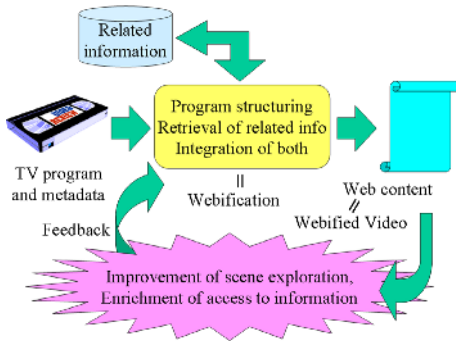 Related
information
Program structuring
Retrieval of related info
Integration of both
TV program
and metadata
=
Webification
Web content
=
Webified Video
Feedback
Improvement of scene exploration,
Enrichment of access to information